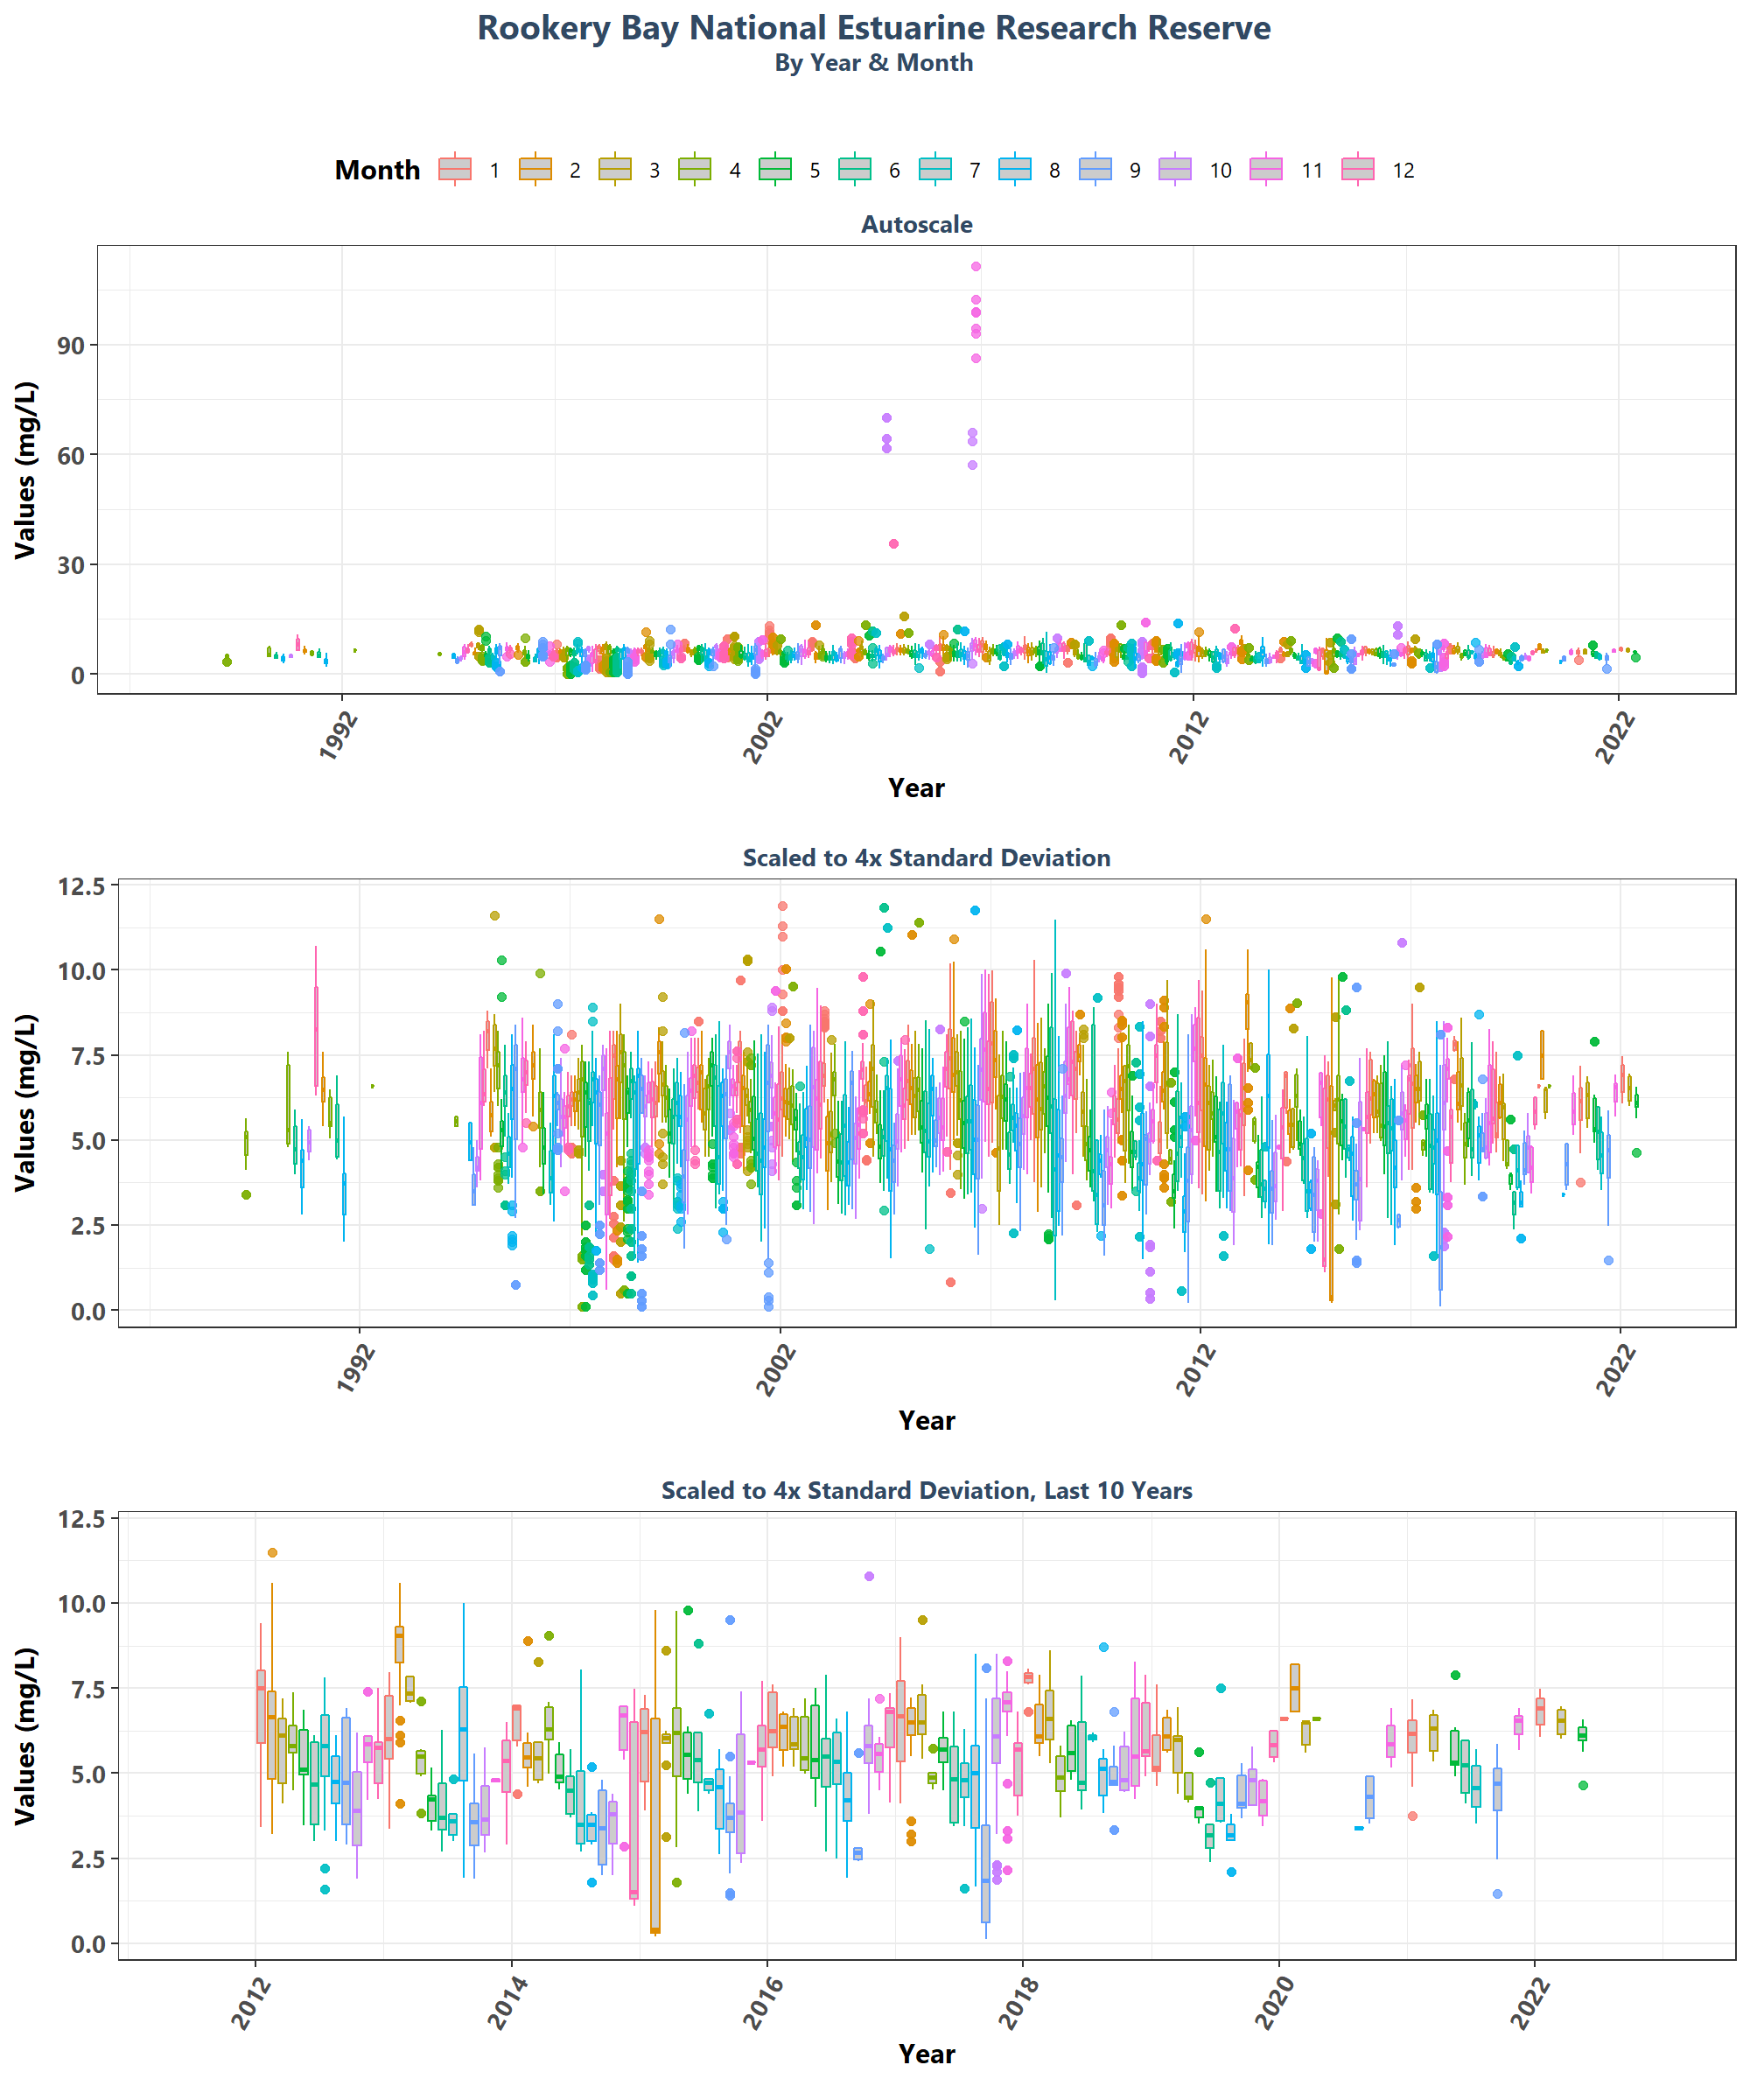 Rookery Bay National Estuarine Research Reserve
By Year & Month
Month 1 2 3 4 5 6 7 8 9 10 11 12
Autoscale
Values (mg/L)
90
60
30
0
1992 2002 2012 2022
Year
Scaled to 4x Standard Deviation
Values (mg/L)
12.5
10.0
7.5
5.0
2.5
0.0
1992 2002 2012 2022
Year
Scaled to 4x Standard Deviation, Last 10 Years
Values (mg/L)
12.5
10.0
7.5
5.0
2.5
0.0
2012 2014 2016 2018 2020 2022
Year